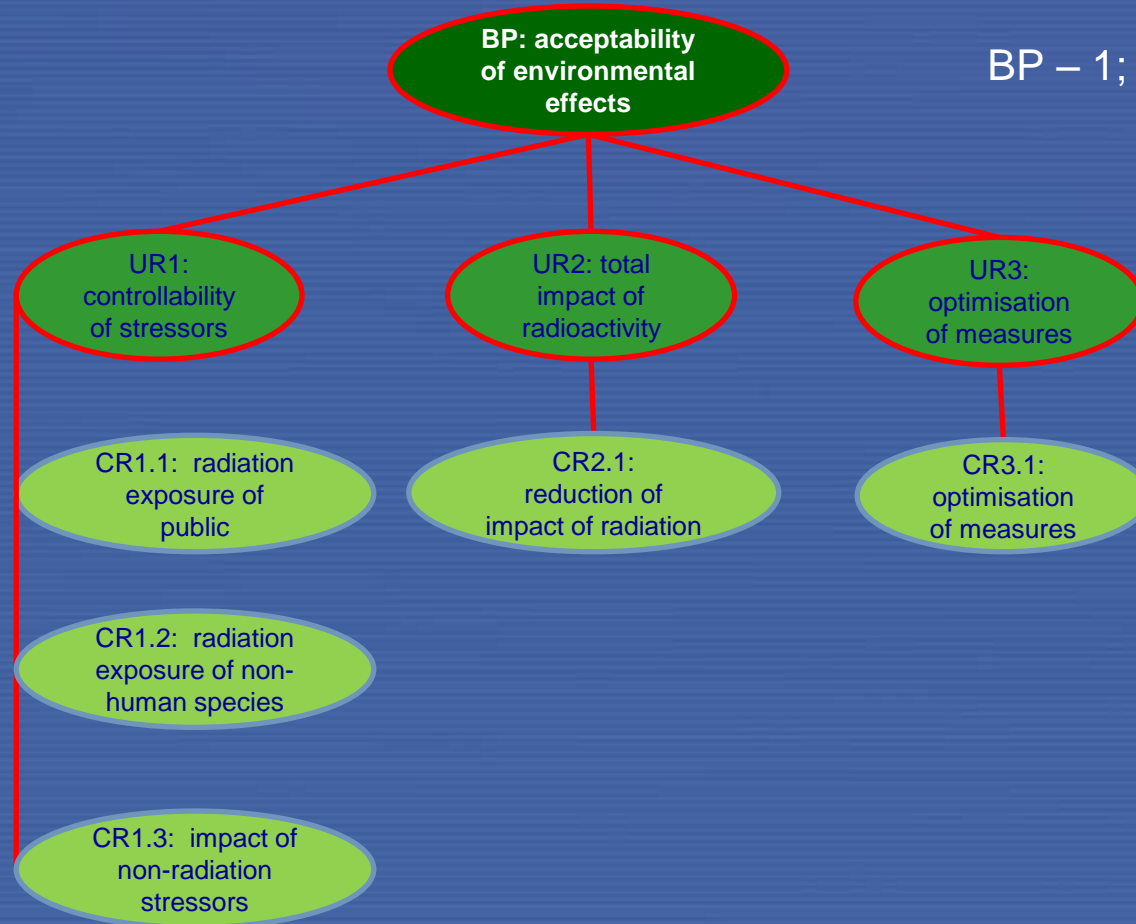 BP: acceptability
of environmental
effects
BP – 1;
UR1:
controllability
of stressors
UR2: total
impact of
radioactivity
UR3:
optimisation
of measures
CR1.1: radiation
exposure of
public
CR2.1:
reduction of
impact of radiation
CR3.1:
optimisation
of measures
CR1.2: radiation
exposure of non-
human species
CR1.3: impact of
non-radiation
stressors